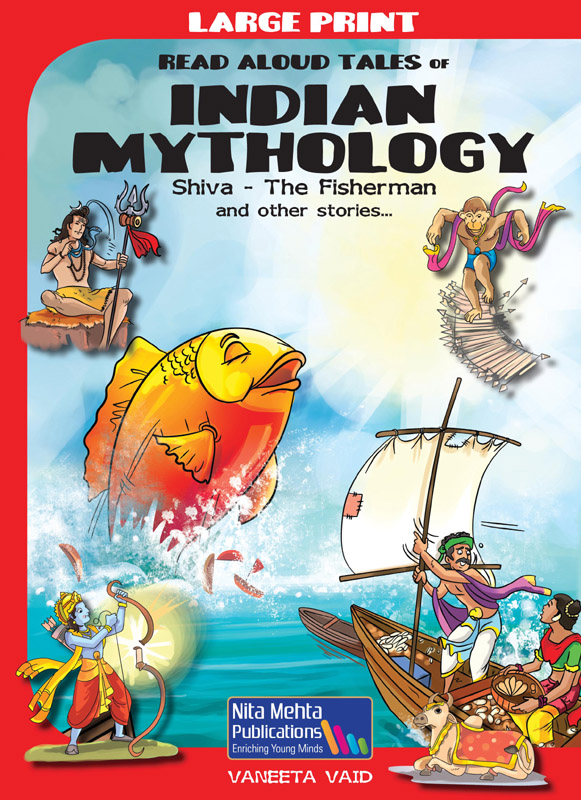 LARGE PRINT
READ ALOUD TALES OF
INDIAN
MYTHOLOGY
Shiva - The Fisherman
and other stories...
Nita Mehta
Publications
Enriching Young Minds
VANEETA VAID